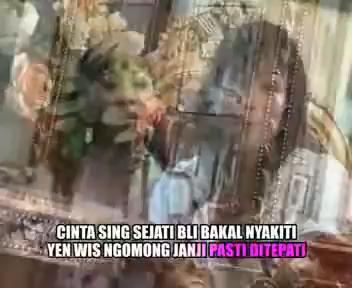 CINTA SING SEJATI BLI BAKAL NYAKITI
YEN WIS NGOMONG JANJI PASTI DITEPATI